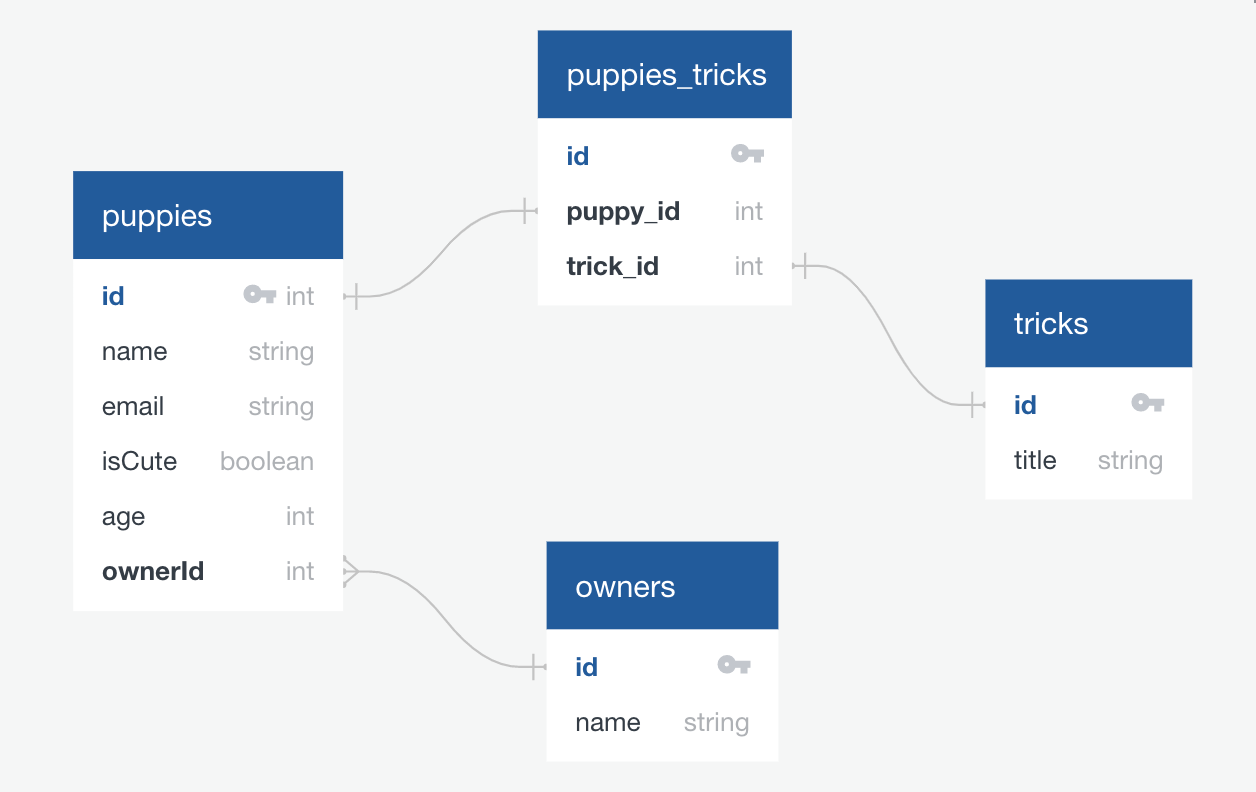 puppies_tricks
id
puppy_id int
trick_id int
puppies
id int
name string
email string
isCute boolean
age int
ownerId int
tricks
id
title string
owners
id
name string